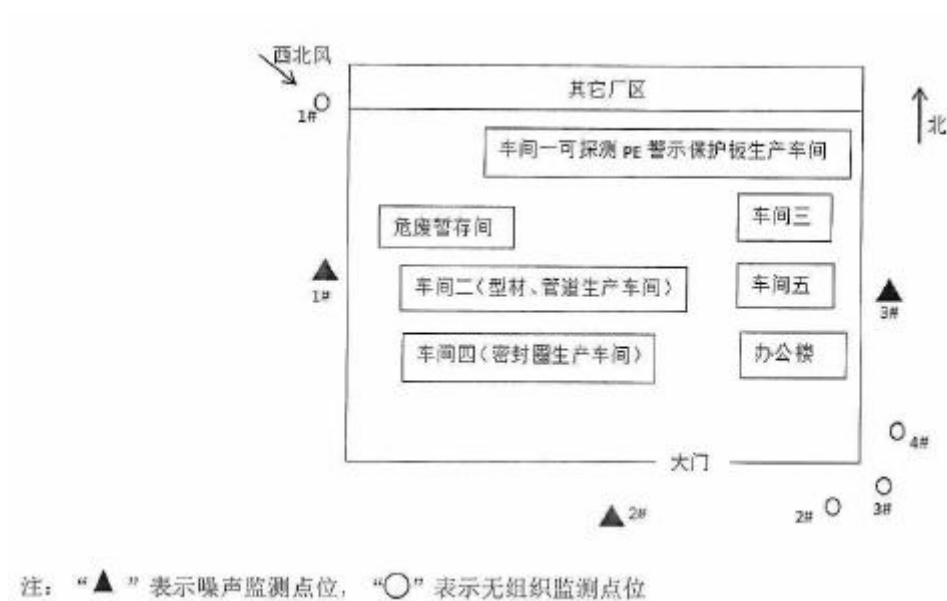 西北风
其它厂区
1#
北
车间一可探测 PE 警示保护板生产车间
车间三
危废暂存间
1#
车间二（型材、管道生产车间）
车间五
3#
车间四（密封圈生产车间）
办公楼
4#
大门
2#
2#
3#
注： “▲ ”表示噪声监测点位， “○” 表示无组织监测点位